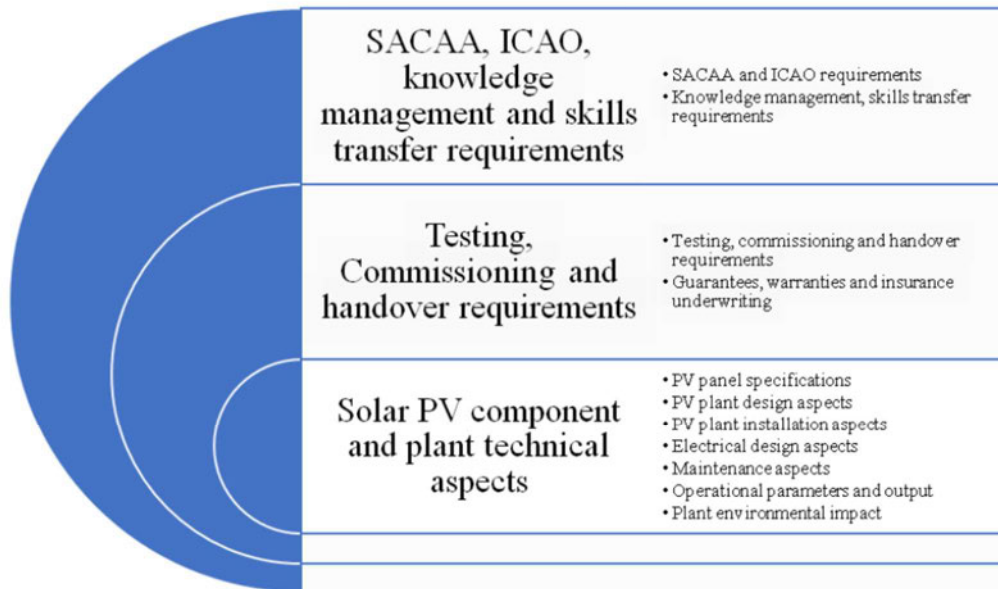 SACAA, ICAO,
knowledge
management and skills
transfer requirements
• SACAA and ICAO requirements
• Knowledge management, skills transfer
requirements
Testing,
Commissioning and
handover requirements
• Testing, commissioning and handover
requirements
• Guarantees, warranties and insurance
underwriting
Solar PV component
and plant technical
aspects
• PV panel specifications
• PV plant design aspects
• PV plant installation aspects
• Electrical design aspects
• Maintenance aspects
• Operational parameters and output
• Plant environmental impact